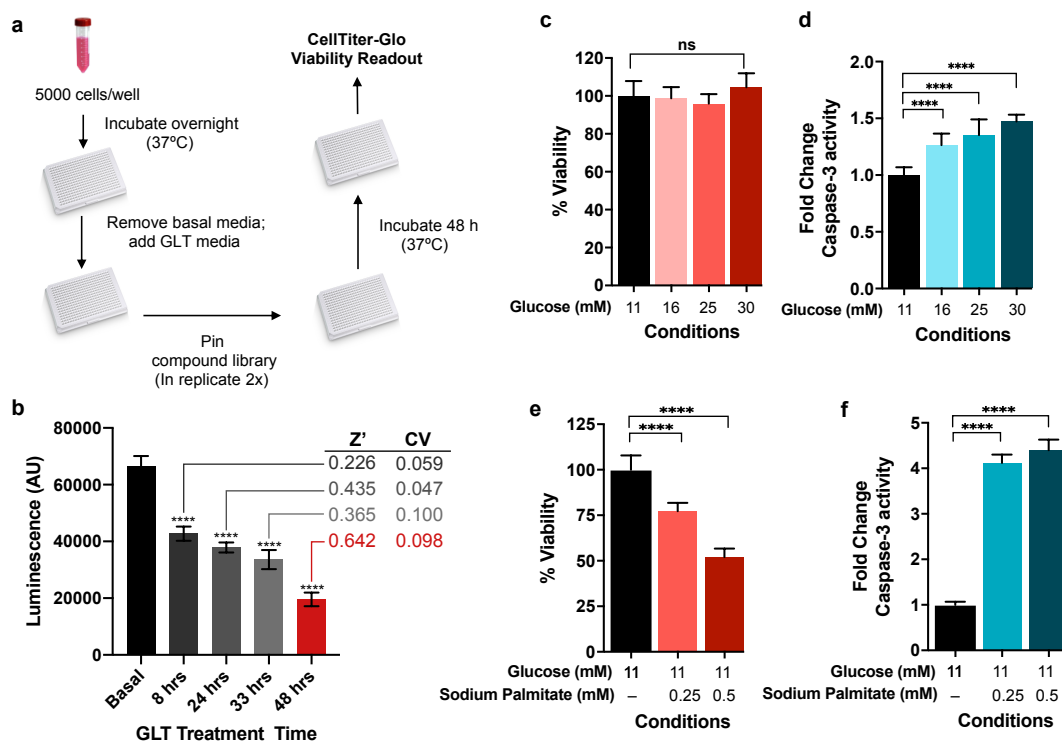 a
5000 cells/well
Incubate overnight
(37ºC)
Remove basal media;
add GLT media
Pin
compound library
(In replicate 2x)
Incubate 48 h
(37ºC)
CellTiter-Glo
Viability Readout
b
Luminescence (AU)
80000
60000
40000
20000
0
Z' CV
0.226 0.059
0.435 0.047
0.365 0.100
0.642 0.098
****
****
****
****
Basal
8 hrs
24 hrs
33 hrs
48 hrs
GLT Treatment Time
c
% Viability
120
100
80
60
40
20
0
ns
Glucose (mM) 11 16 25 30
Conditions
d
Fold Change
Caspase-3 activity
2.0
1.5
1.0
0.5
0.0
****
****
****
Glucose (mM) 11 16 25 30
Conditions
e
% Viability
125
100
75
50
25
0
****
****
Glucose (mM) 11 11 11
Sodium Palmitate (mM) – 0.25 0.5
Conditions
f
Fold Change
Caspase-3 activity
5
4
3
2
1
0
****
****
Glucose (mM) 11 11 11
Sodium Palmitate (mM) – 0.25 0.5
Conditions